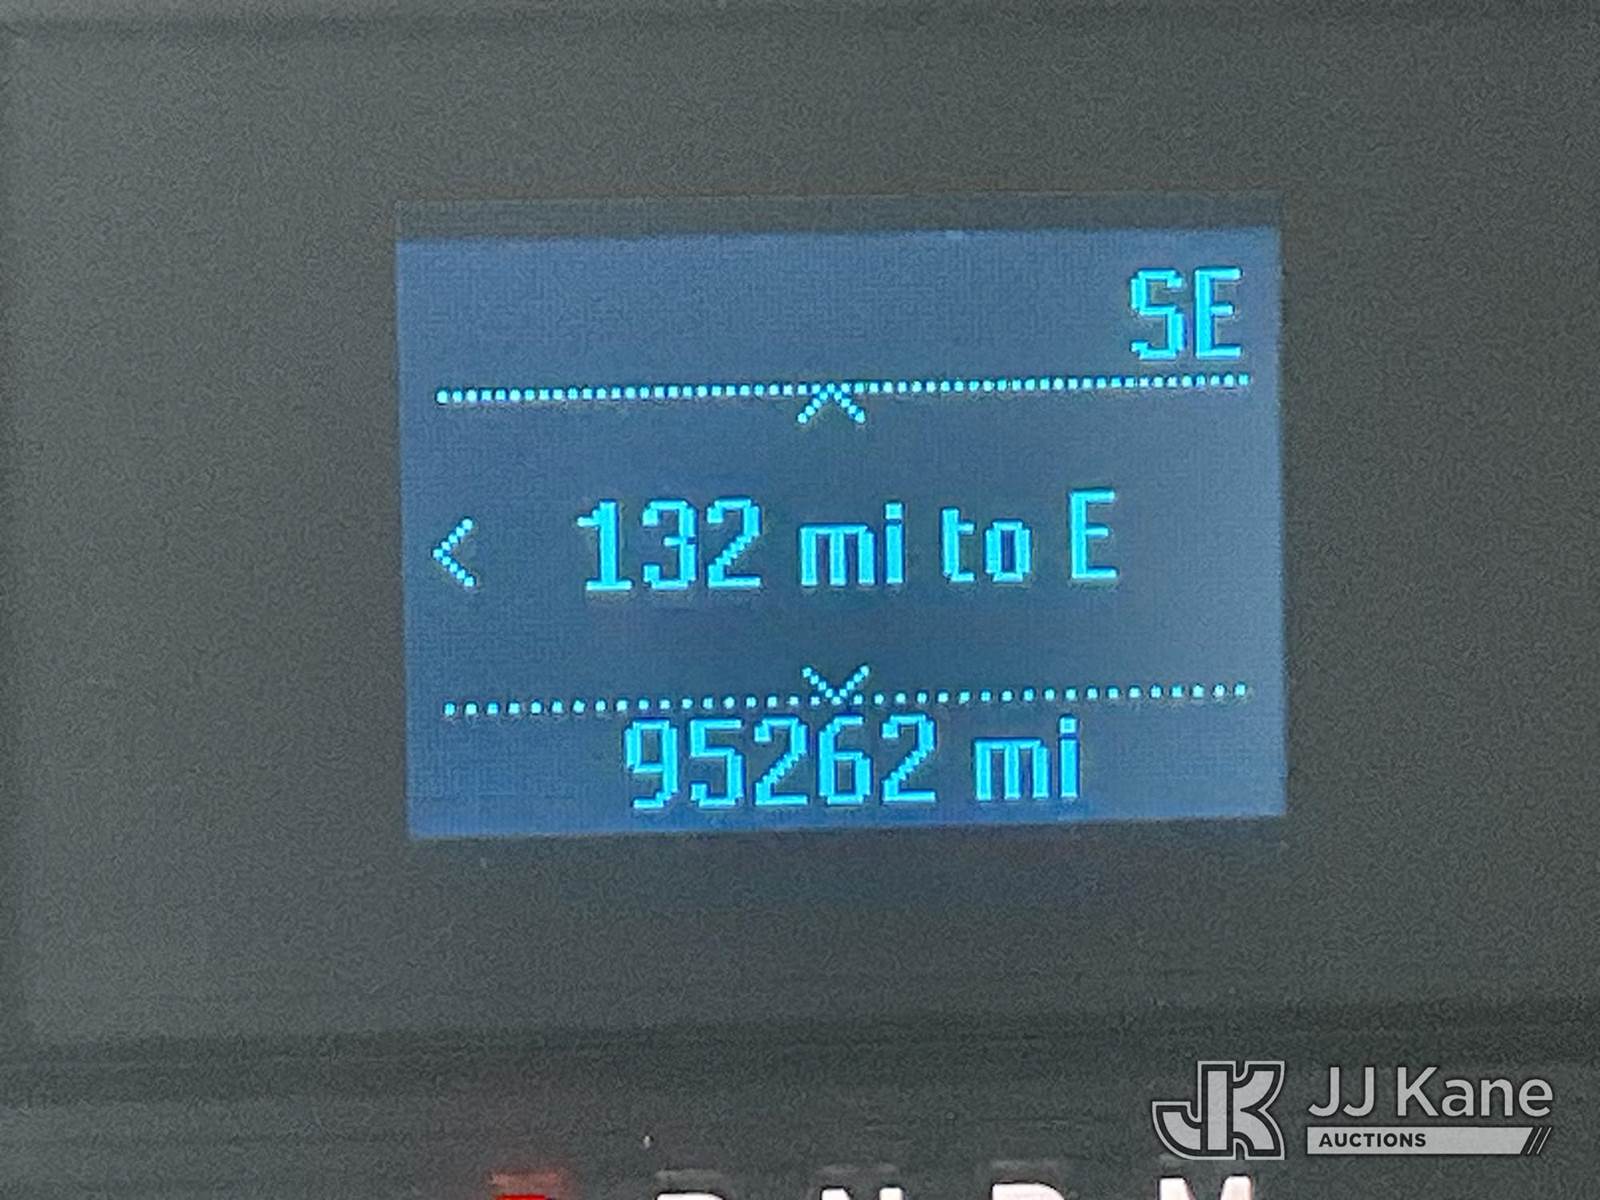 SE
< 132 mi to E
95262 mi
JJ Kane
AUCTIONS
R N D M